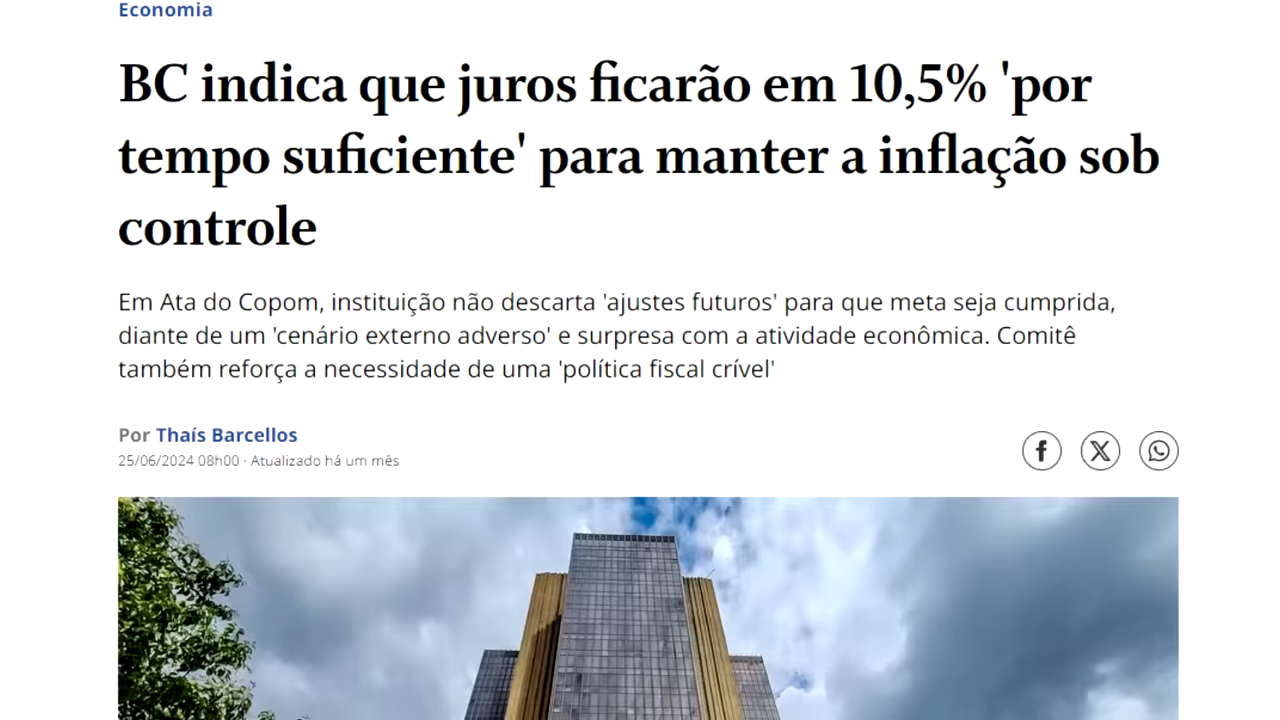 Economia
BC indica que juros ficarão em 10,5% 'por
tempo suficiente' para manter a inflação sob
controle
Em Ata do Copom, instituição não descarta 'ajustes futuros' para que meta seja cumprida,
diante de um 'cenário externo adverso' e surpresa com a atividade econômica. Comitê
também reforça a necessidade de uma 'política fiscal crível'
Por Thaís Barcellos
25/06/2024 08h00 · Atualizado há um mês